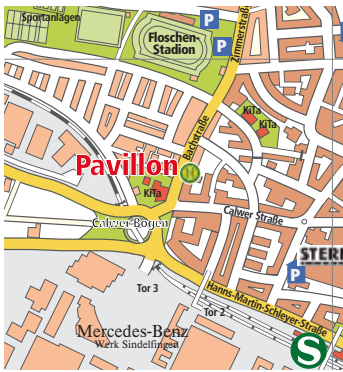 Sportanlagen
P
P
Floschen-
Stadion
Zimmerstraße
KiTa
KiTa
Bachstraße
Pavillon
H
KiTa
Calwer Straße
Calwer Bogen
P
Tor 3
Hanns-Martin-Schleyer-Straße
Tor 2
Mercedes-Benz
Werk Sindelfingen
S